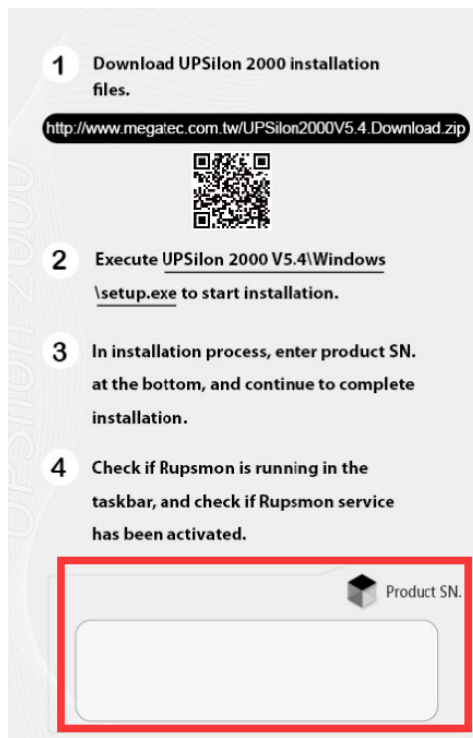 1 Download UPSilon 2000 installation
files.
http://www.megatec.com.tw/UPSilon2000V5.4.Download.zip
2 Execute UPSilon 2000 V5.4\Windows
\setup.exe to start installation.
3 In installation process, enter product SN.
at the bottom, and continue to complete
installation.
4 Check if Rupsmon is running in the
taskbar, and check if Rupsmon service
has been activated.
Product SN.
UPSilon 2000